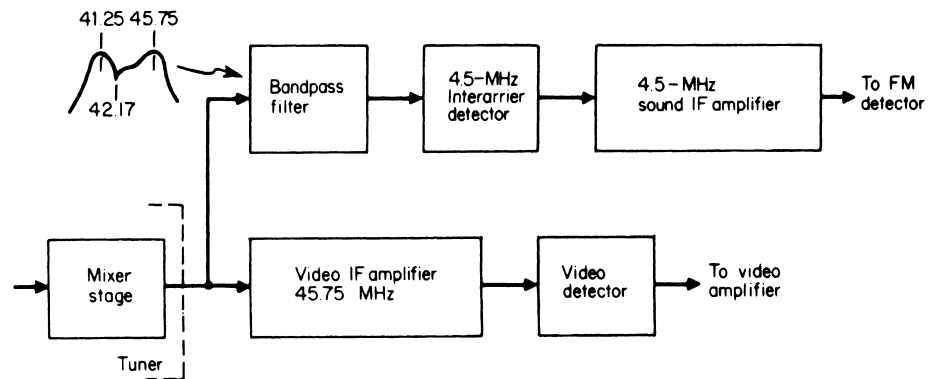 41.25 45.75
42.17
Bandpass
filter
4.5-MHz
Interarrier
detector
4.5-MHz
sound IF amplifier
To FM
detector
Mixer
stage
Tuner
Video IF amplifier
45.75 MHz
Video
detector
To video
amplifier